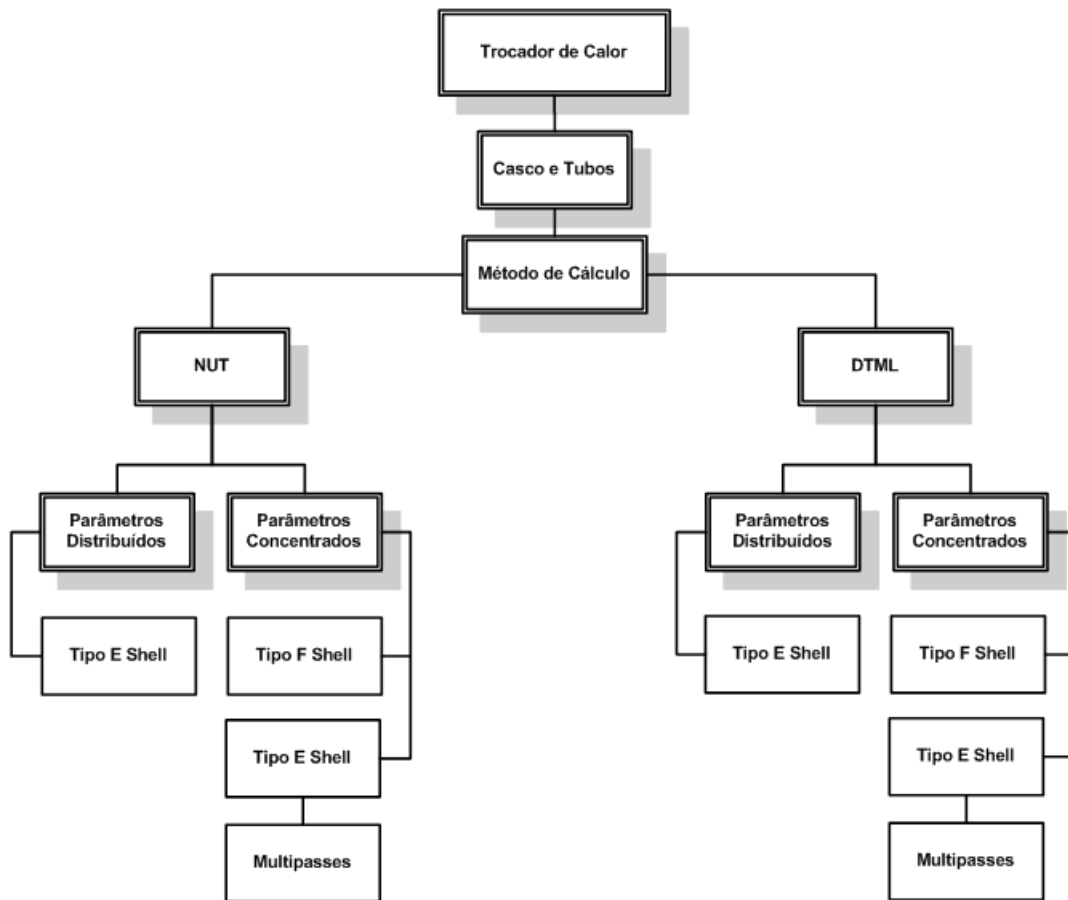 Trocador de Calor
Casco e Tubos
Método de Cálculo
NUT
DTML
Parâmetros
Distribuídos
Parâmetros
Concentrados
Parâmetros
Distribuídos
Parâmetros
Concentrados
Tipo E Shell
Tipo F Shell
Tipo E Shell
Tipo F Shell
Tipo E Shell
Tipo E Shell
Multipasses
Multipasses